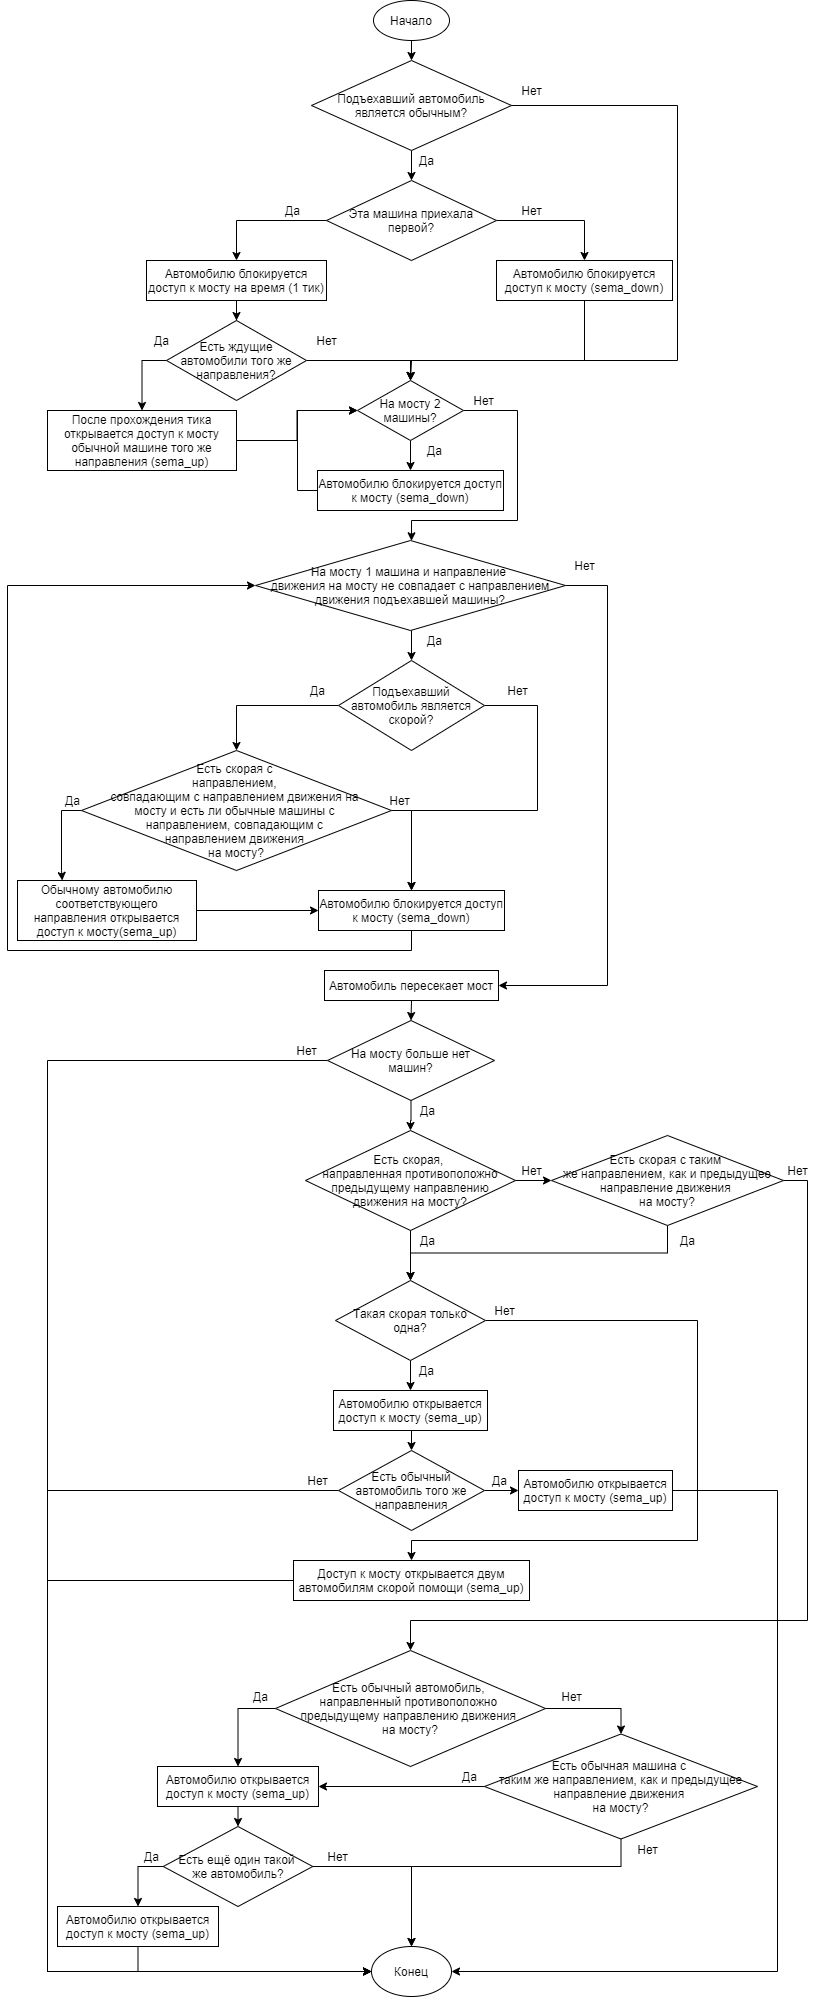 Начало
Подъехавший автомобиль
является обычным?
Нет
Да
Эта машина приехала
первой?
Да
Нет
Автомобилю блокируется
доступ к мосту на время (1 тик)
Автомобилю блокируется
доступ к мосту (sema_down)
Есть ждущие
автомобили того же
направления?
Да
Нет
После прохождения тика
открывается доступ к мосту
обычной машине того же
направления (sema_up)
На мосту 2
машины?
Нет
Да
Автомобилю блокируется доступ
к мосту (sema_down)
На мосту 1 машина и направление
движения на мосту не совпадает с направлением
движения подъехавшей машины?
Нет
Да
Подъехавший
автомобиль является
скорой?
Да
Нет
Есть скорая с
направлением,
совпадающим с направлением движения на
мосту и есть ли обычные машины с
направлением, совпадающим с
направлением движения
на мосту?
Да
Нет
Обычному автомобилю
соответствующего
направления открывается
доступ к мосту(sema_up)
Автомобилю блокируется доступ
к мосту (sema_down)
Автомобиль пересекает мост
На мосту больше нет
машин?
Нет
Да
Есть скорая,
направленная противоположно
предыдущему направлению
движения на мосту?
Нет
Да
Есть скорая с таким
же направлением, как и предыдущее
направление движения
на мосту?
Нет
Да
Такая скорая только
одна?
Нет
Да
Автомобилю открывается
доступ к мосту (sema_up)
Есть обычный
автомобиль того же
направления
Нет
Да
Автомобилю открывается
доступ к мосту (sema_up)
Доступ к мосту открывается двум
автомобилям скорой помощи (sema_up)
Есть обычный автомобиль,
направленный противоположно
предыдущему направлению движения
на мосту?
Да
Нет
Есть обычная машина с
таким же направлением, как и предыдущее
направление движения
на мосту?
Да
Нет
Автомобилю открывается
доступ к мосту (sema_up)
Есть ещё один такой
же автомобиль?
Да
Нет
Автомобилю открывается
доступ к мосту (sema_up)
Конец